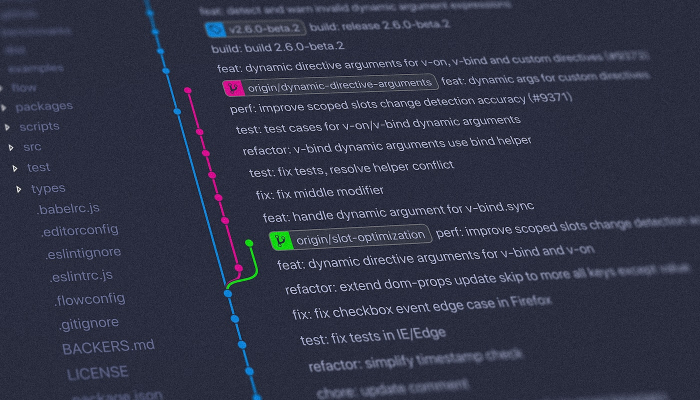 feat: detect and warn invalid dynamic argument expressions
v2.6.0-beta.2 build: release 2.6.0-beta.2
build: build 2.6.0-beta.2
feat: dynamic directive arguments for v-on, v-bind and custom directives (#9373)
origin/dynamic-directive-arguments feat: dynamic args for custom directives
perf: improve scoped slots change detection accuracy (#9371)
test: test cases for v-on/v-bind dynamic arguments
refactor: v-bind dynamic arguments use bind helper
test: fix tests, resolve helper conflict
fix: fix middle modifier
feat: handle dynamic argument for v-bind.sync
origin/slot-optimization perf: improve scoped slots change detection
feat: dynamic directive arguments for v-bind and v-on
refactor: extend dom-props update skip to more all keys except value
fix: fix checkbox event edge case in Firefox
test: fix tests in IE/Edge
refactor: simplify timestamp check
chore: update comment
dist
examples
flow
packages
scripts
src
test
types
.babelrc.js
.editorconfig
.eslintignore
.eslintrc.js
.flowconfig
.gitignore
BACKERS.md
LICENSE
package.json